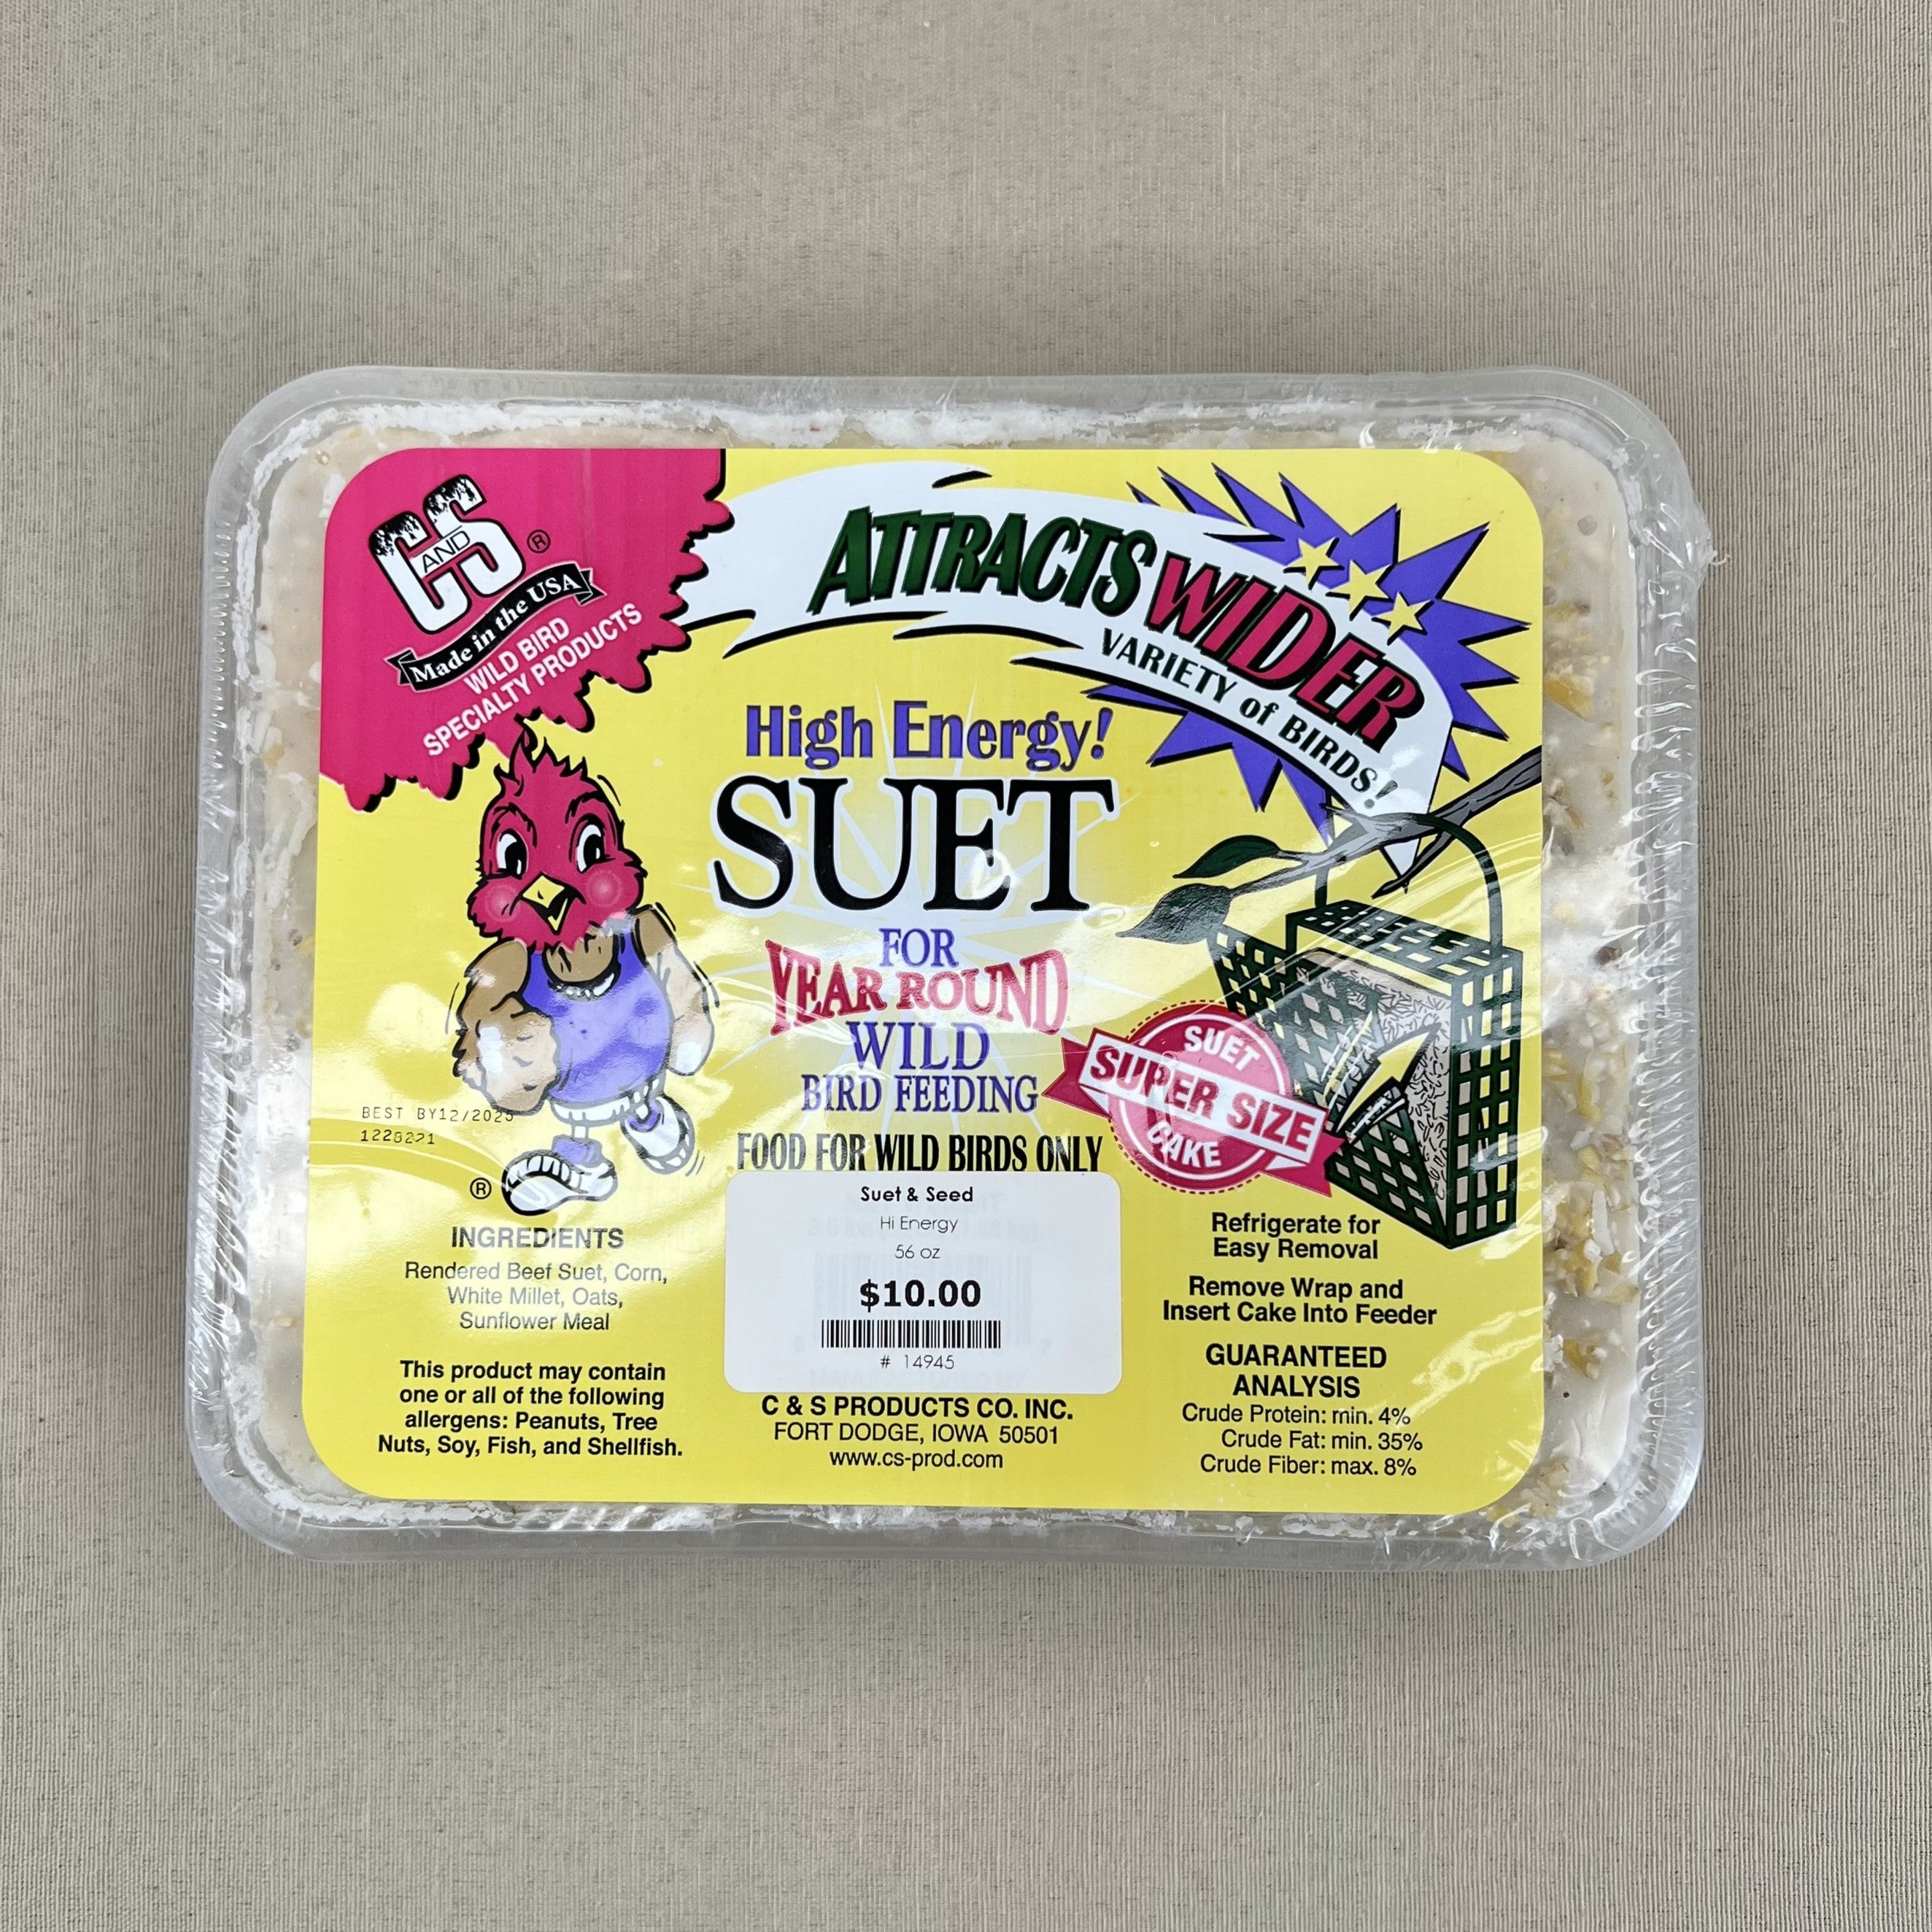 C AND S ®
Made in the USA
WILD BIRD
SPECIALTY PRODUCTS
ATTRACTS WIDER
VARIETY of BIRDS!
High Energy!
SUET
FOR
YEAR ROUND
WILD
BIRD FEEDING
FOOD FOR WILD BIRDS ONLY
SUET
SUPER SIZE
CAKE
BEST BY12/2025
®
INGREDIENTS
Rendered Beef Suet, Corn,
White Millet, Oats,
Sunflower Meal
This product may contain
one or all of the following
allergens: Peanuts, Tree
Nuts, Soy, Fish, and Shellfish.
Suet & Seed
Hi Energy
56 oz
$10.00
# 14945
C & S PRODUCTS CO. INC.
FORT DODGE, IOWA 50501
www.cs-prod.com
Refrigerate for
Easy Removal
Remove Wrap and
Insert Cake Into Feeder
GUARANTEED
ANALYSIS
Crude Protein: min. 4%
Crude Fat: min. 35%
Crude Fiber: max. 8%